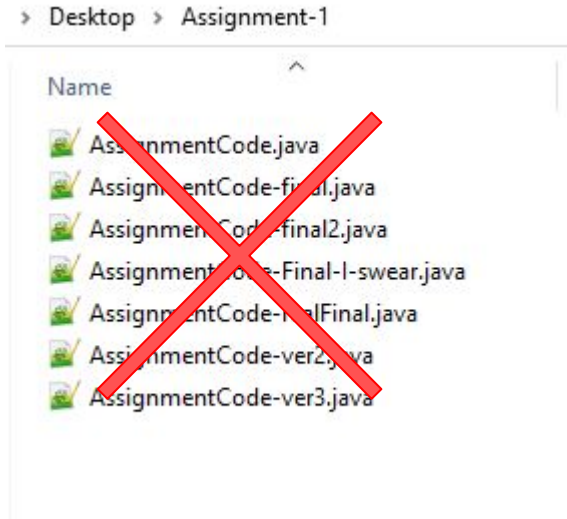 > Desktop > Assignment-1
Name
AssignmentCode.java
AssignmentCode-final.java
AssignmentCode-final2.java
AssignmentCode-Final-I-swear.java
AssignmentCode-finalFinal.java
AssignmentCode-ver2.java
AssignmentCode-ver3.java